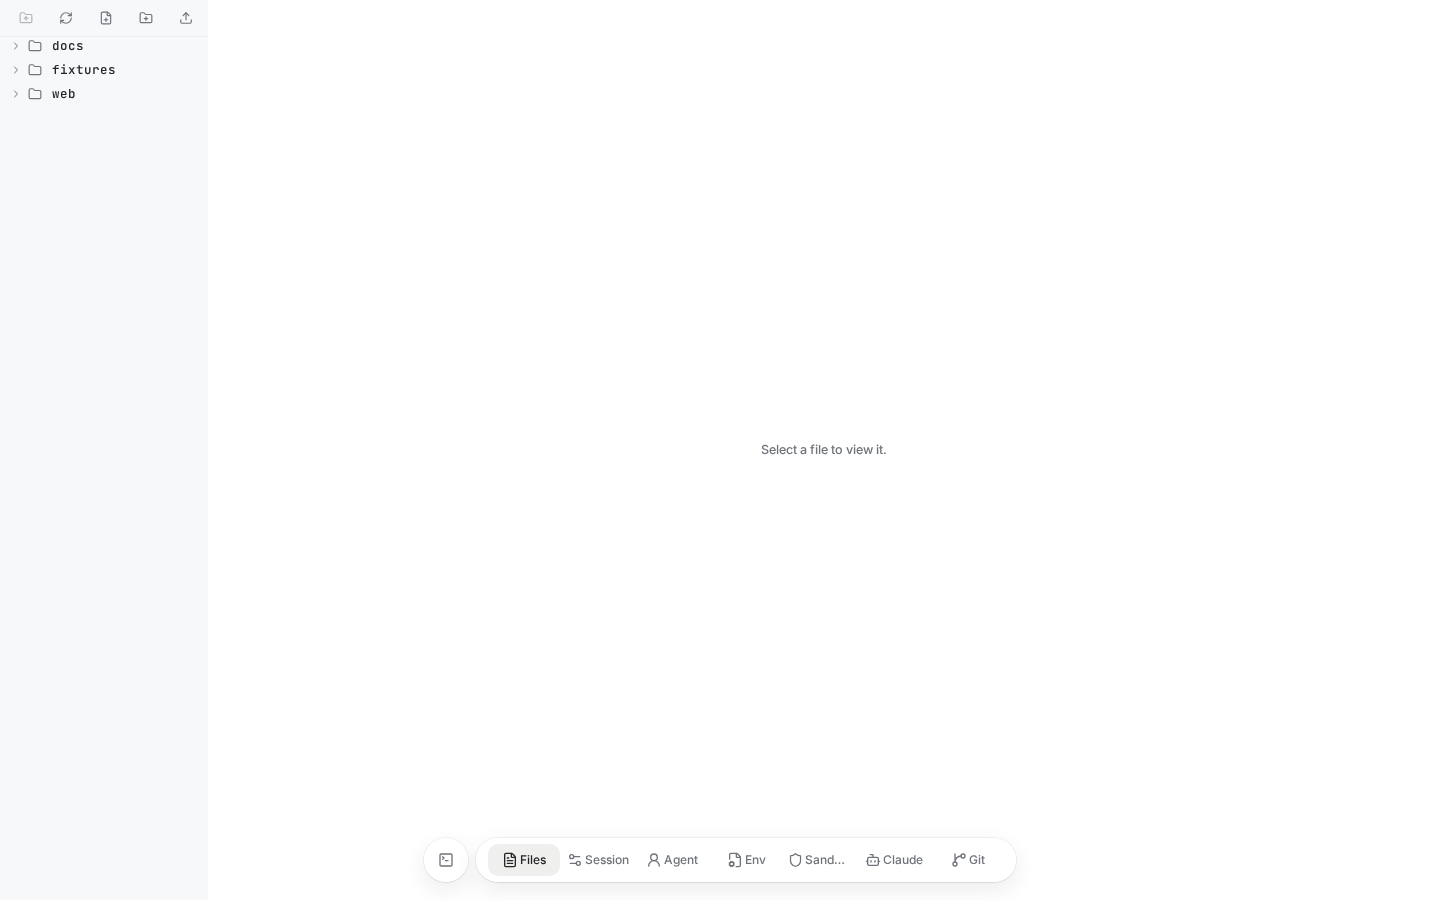 docs
fixtures
web
Select a file to view it.
Files
Session
Agent
Env
Sand...
Claude
Git